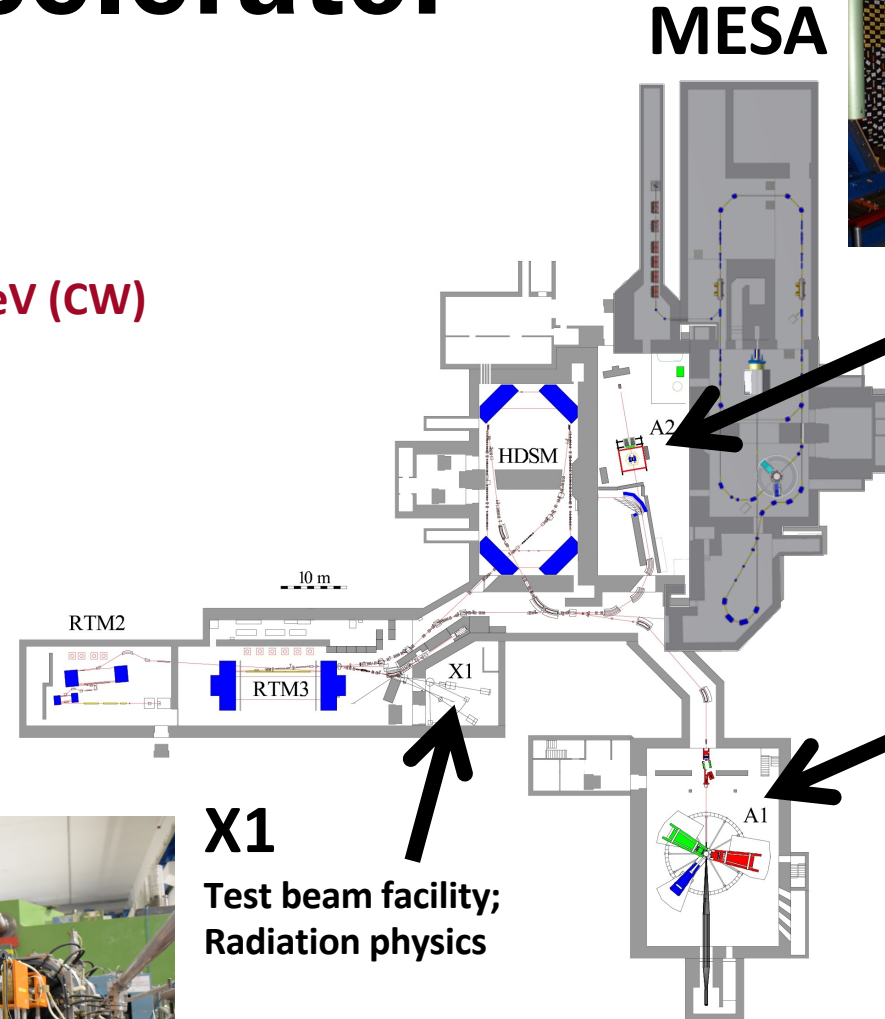 MESA
eV (CW)
A2
HDSM
10 m
RTM2
RTM3
X1
A1
X1
Test beam facility;
Radiation physics